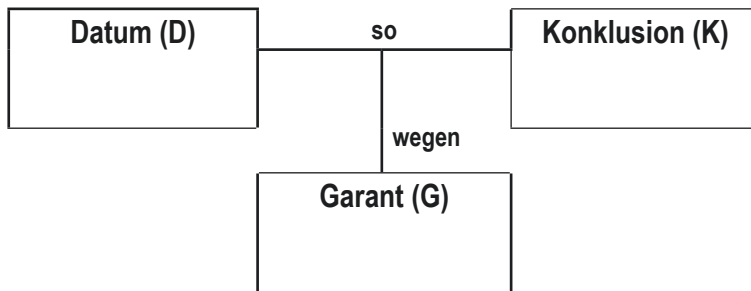 Datum (D)
so
Konklusion (K)
wegen
Garant (G)